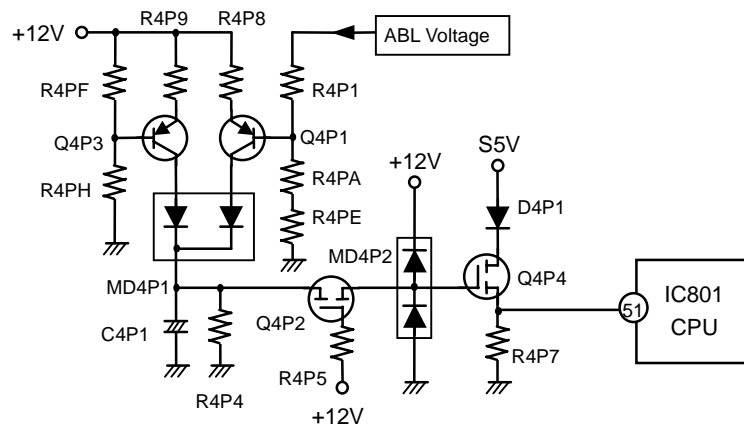 R4P9
R4P8
+12V
ABL Voltage
R4PF
R4P1
Q4P3
Q4P1
+12V
S5V
R4PH
R4PA
D4P1
R4PE
MD4P2
Q4P4
MD4P1
IC801
CPU
51
C4P1
Q4P2
R4P7
R4P5
R4P4
+12V